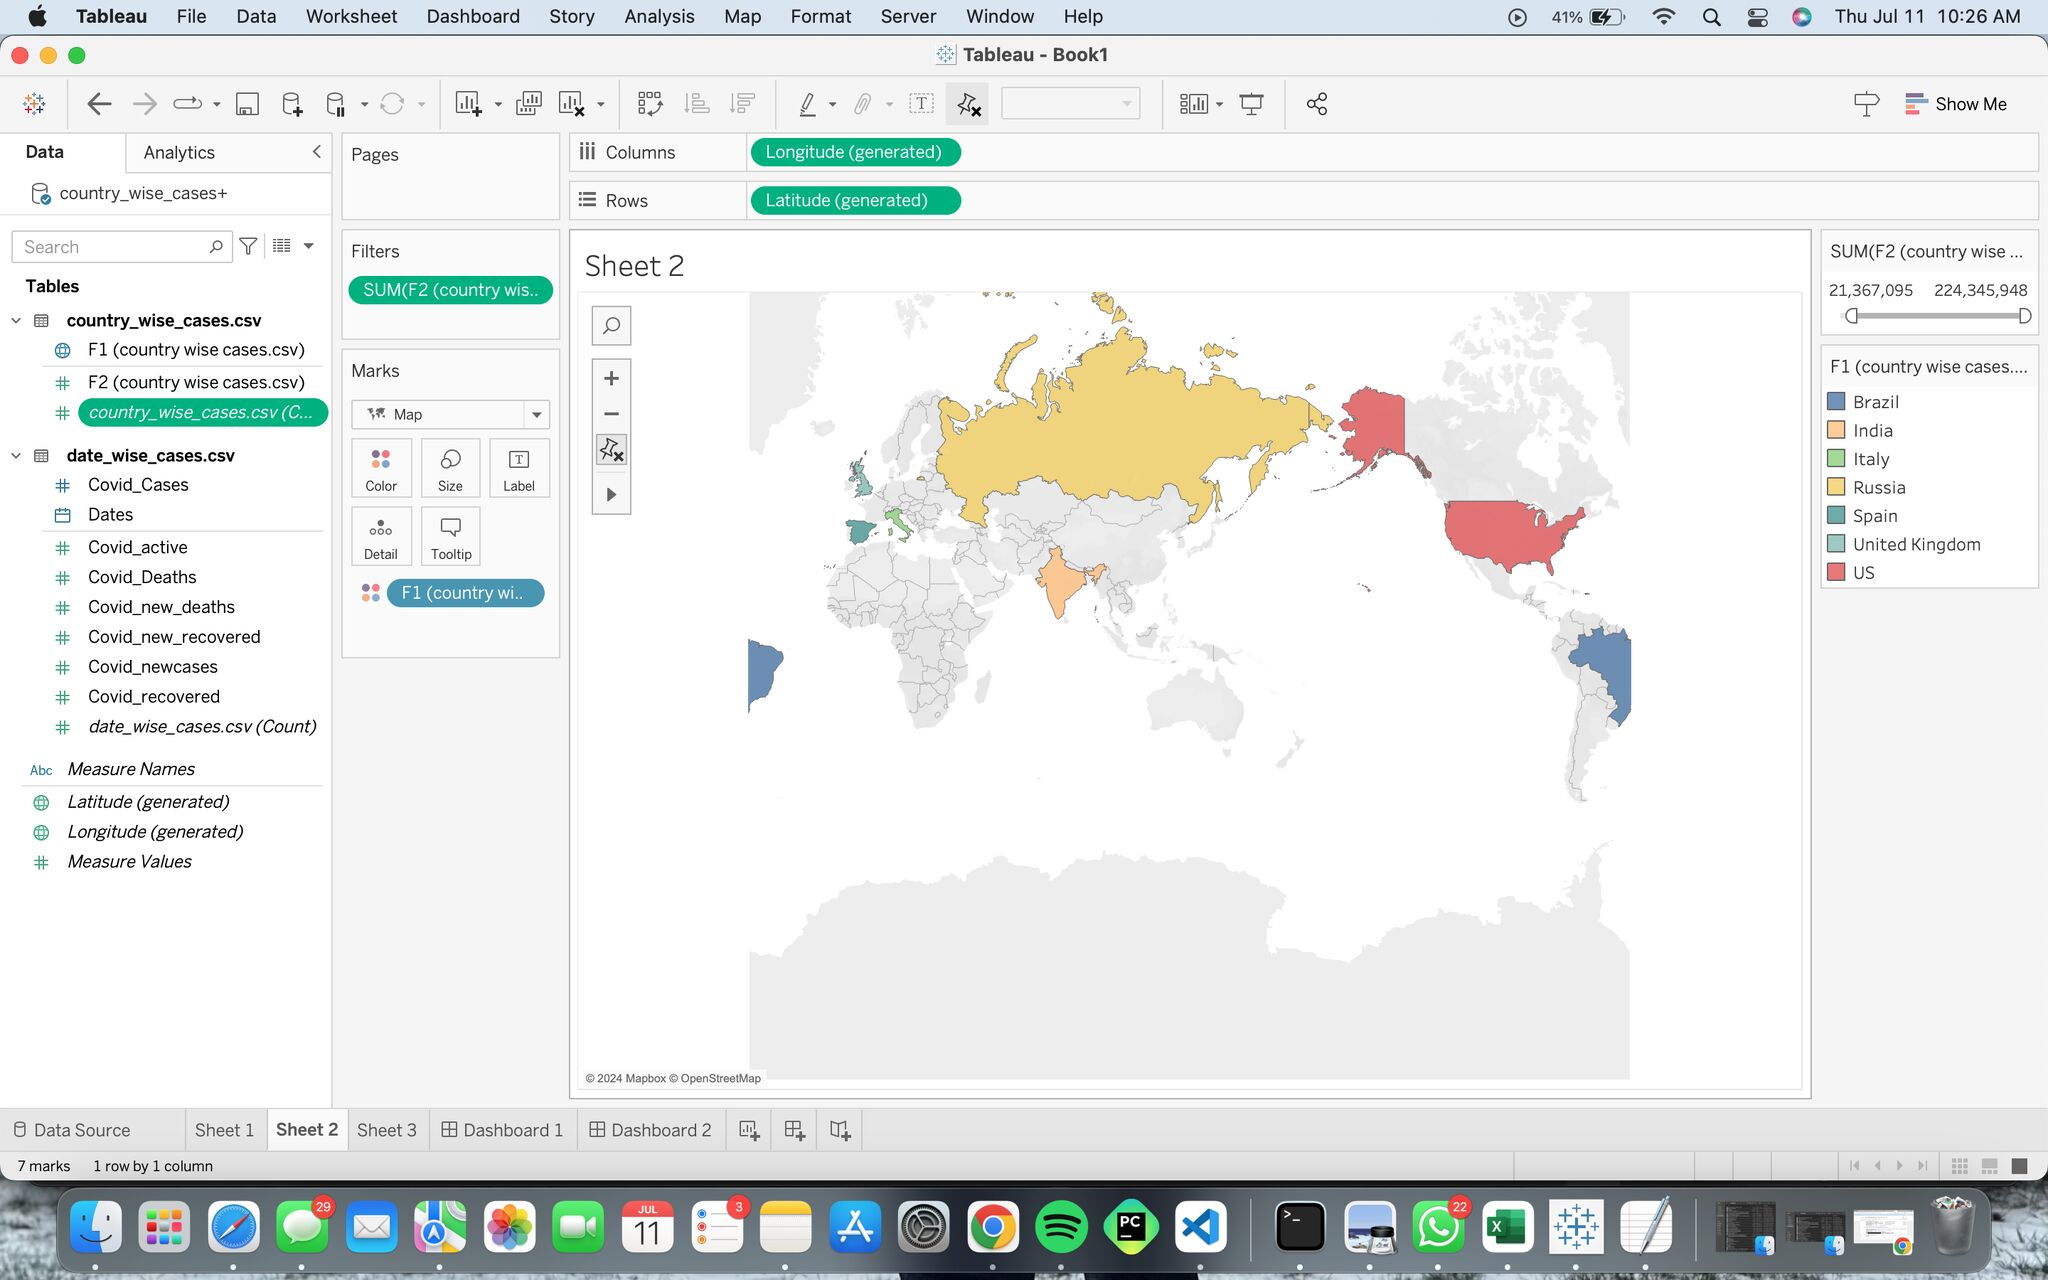 Tableau File Data Worksheet Dashboard Story Analysis Map Format Server Window Help 41% Thu Jul 11 10:26 AM
Tableau - Book1
Show Me
Data Analytics
country_wise_cases+
Search
Tables
country_wise_cases.csv
F1 (country wise cases.csv)
F2 (country wise cases.csv)
country_wise_cases.csv (C...
date_wise_cases.csv
Covid_Cases
Dates
Covid_active
Covid_Deaths
Covid_new_deaths
Covid_new_recovered
Covid_newcases
Covid_recovered
date_wise_cases.csv (Count)
Abc Measure Names
Latitude (generated)
Longitude (generated)
Measure Values
Pages
Filters
SUM(F2 (country wis..
Marks
Map
Color Size Label
Detail Tooltip
F1 (country wi..
Columns Longitude (generated)
Rows Latitude (generated)
Sheet 2
© 2024 Mapbox © OpenStreetMap
SUM(F2 (country wise ...
21,367,095 224,345,948
F1 (country wise cases....
Brazil
India
Italy
Russia
Spain
United Kingdom
US
Data Source Sheet 1 Sheet 2 Sheet 3 Dashboard 1 Dashboard 2
7 marks 1 row by 1 column
29
JUL
11
3
PC
22
X